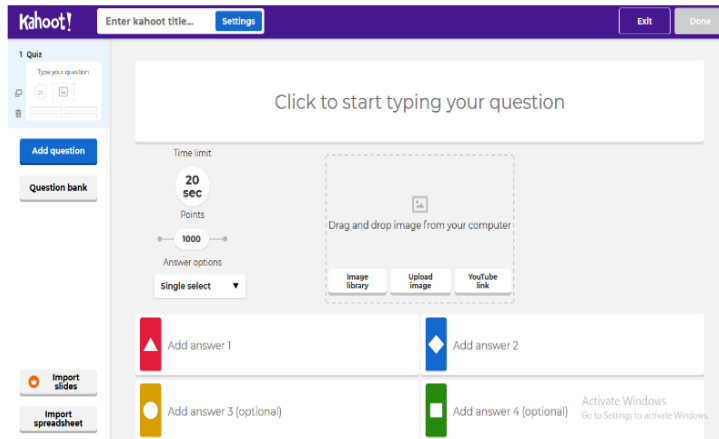 Kahoot!
Enter kahoot title...
Settings
Exit
Done
1 Quiz
Type your question
20
Add question
Question bank
Import
slides
Import
spreadsheet
Click to start typing your question
Time limit
20
sec
Points
1000
Answer options
Single select
Drag and drop image from your computer
Image
library
Upload
image
YouTube
link
Add answer 1
Add answer 2
Add answer 3 (optional)
Add answer 4 (optional)
Activate Windows
Go to Settings to activate Windows.